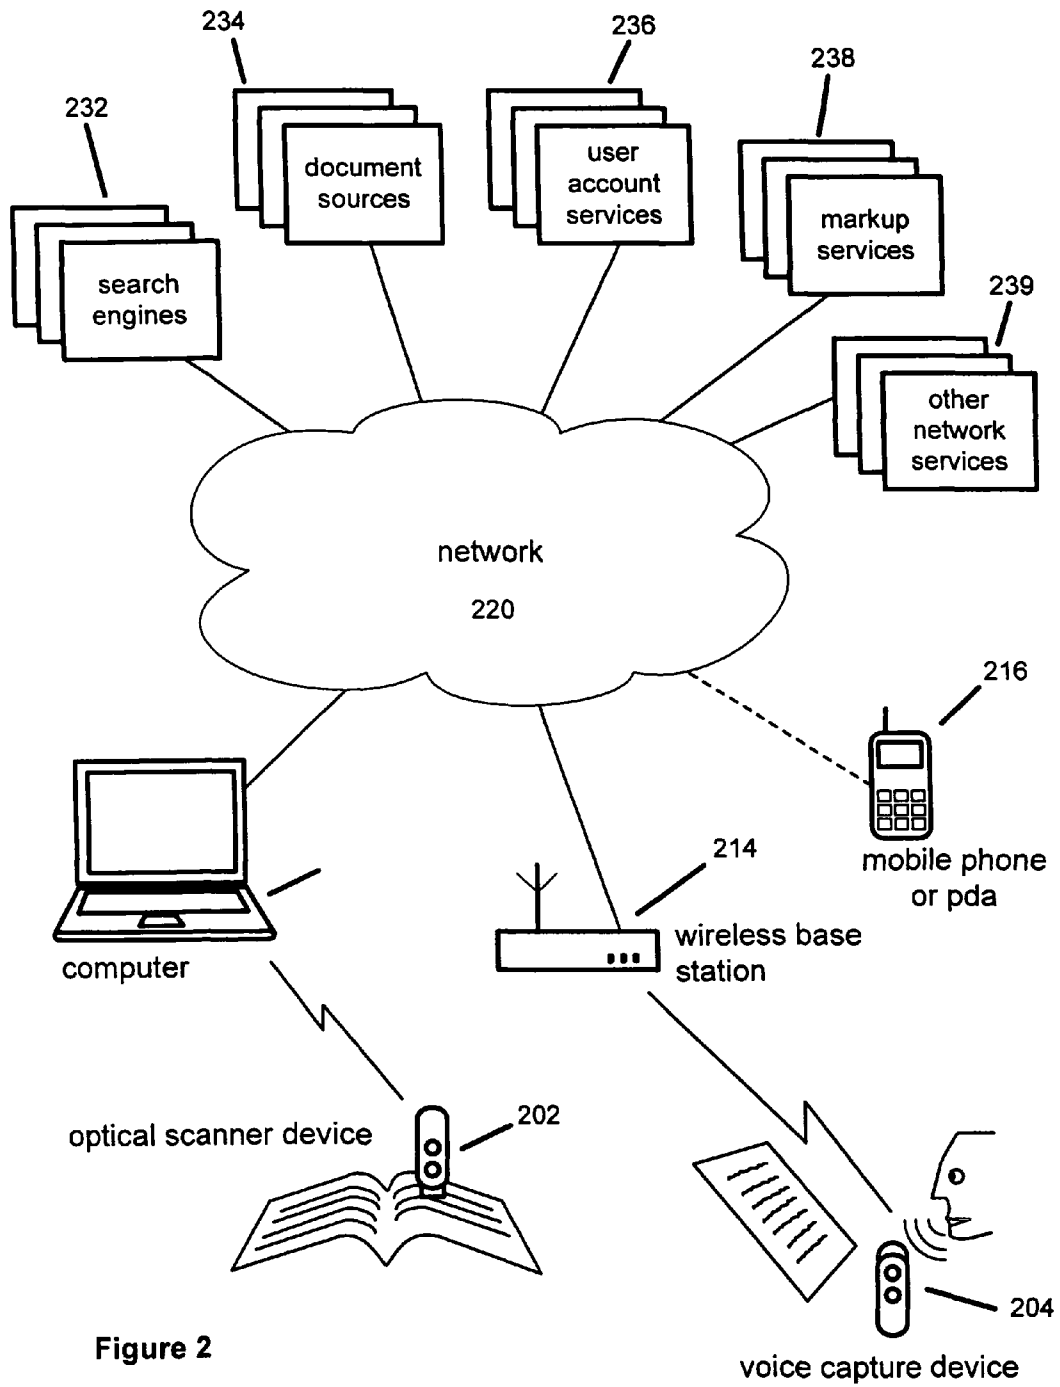 234
236
238
232
document
sources
user
account
services
markup
services
search
engines
239
other
network
services
network
220
216
mobile phone
or pda
214
wireless base
station
computer
optical scanner device
202
204
Figure 2
voice capture device